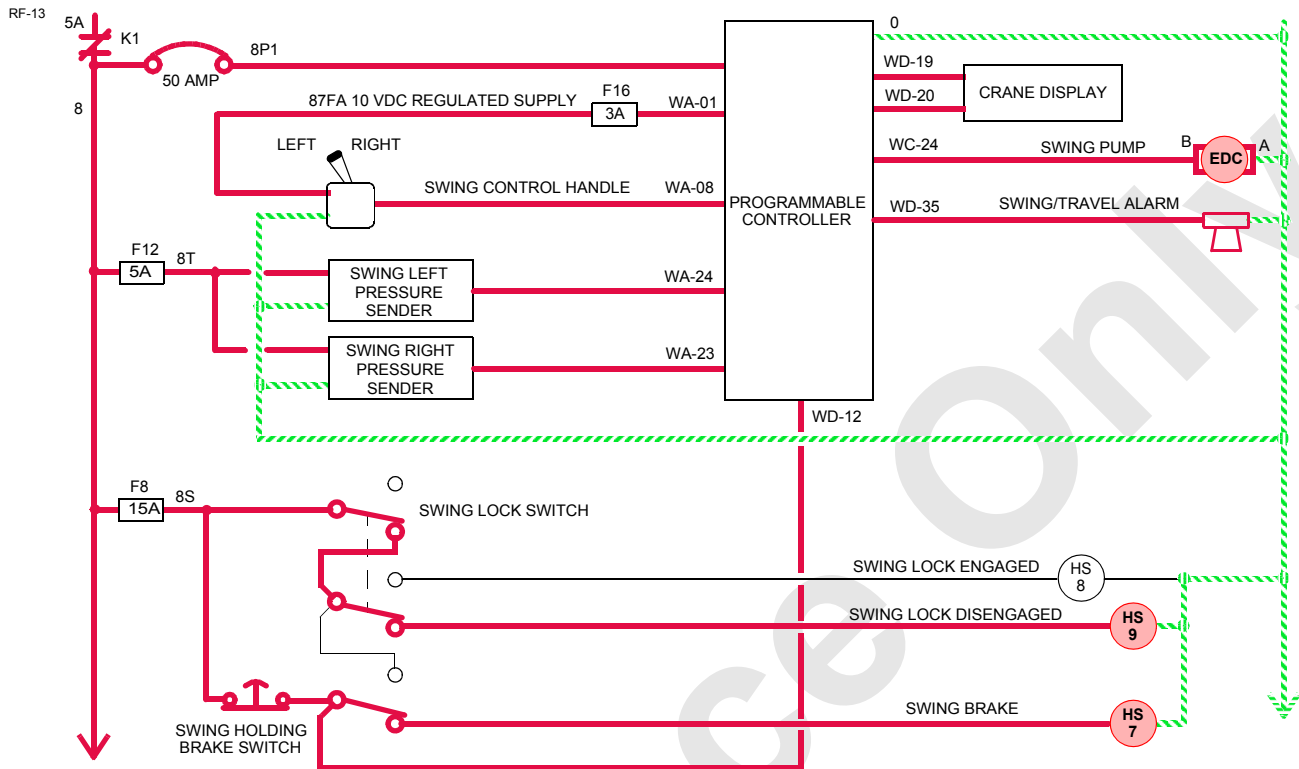 RF-13
5A
K1
8P1
50 AMP
8
0
WD-19
WD-20
CRANE DISPLAY
87FA 10 VDC REGULATED SUPPLY
F16
3A
WA-01
LEFT
RIGHT
SWING CONTROL HANDLE
WA-08
PROGRAMMABLE
CONTROLLER
WC-24
SWING PUMP
B
EDC
A
WD-35
SWING/TRAVEL ALARM
F12
5A
8T
SWING LEFT
PRESSURE
SENDER
WA-24
SWING RIGHT
PRESSURE
SENDER
WA-23
WD-12
F8
15A
8S
SWING LOCK SWITCH
SWING LOCK ENGAGED
HS
8
SWING LOCK DISENGAGED
HS
9
SWING HOLDING
BRAKE SWITCH
SWING BRAKE
HS
7
ce Only